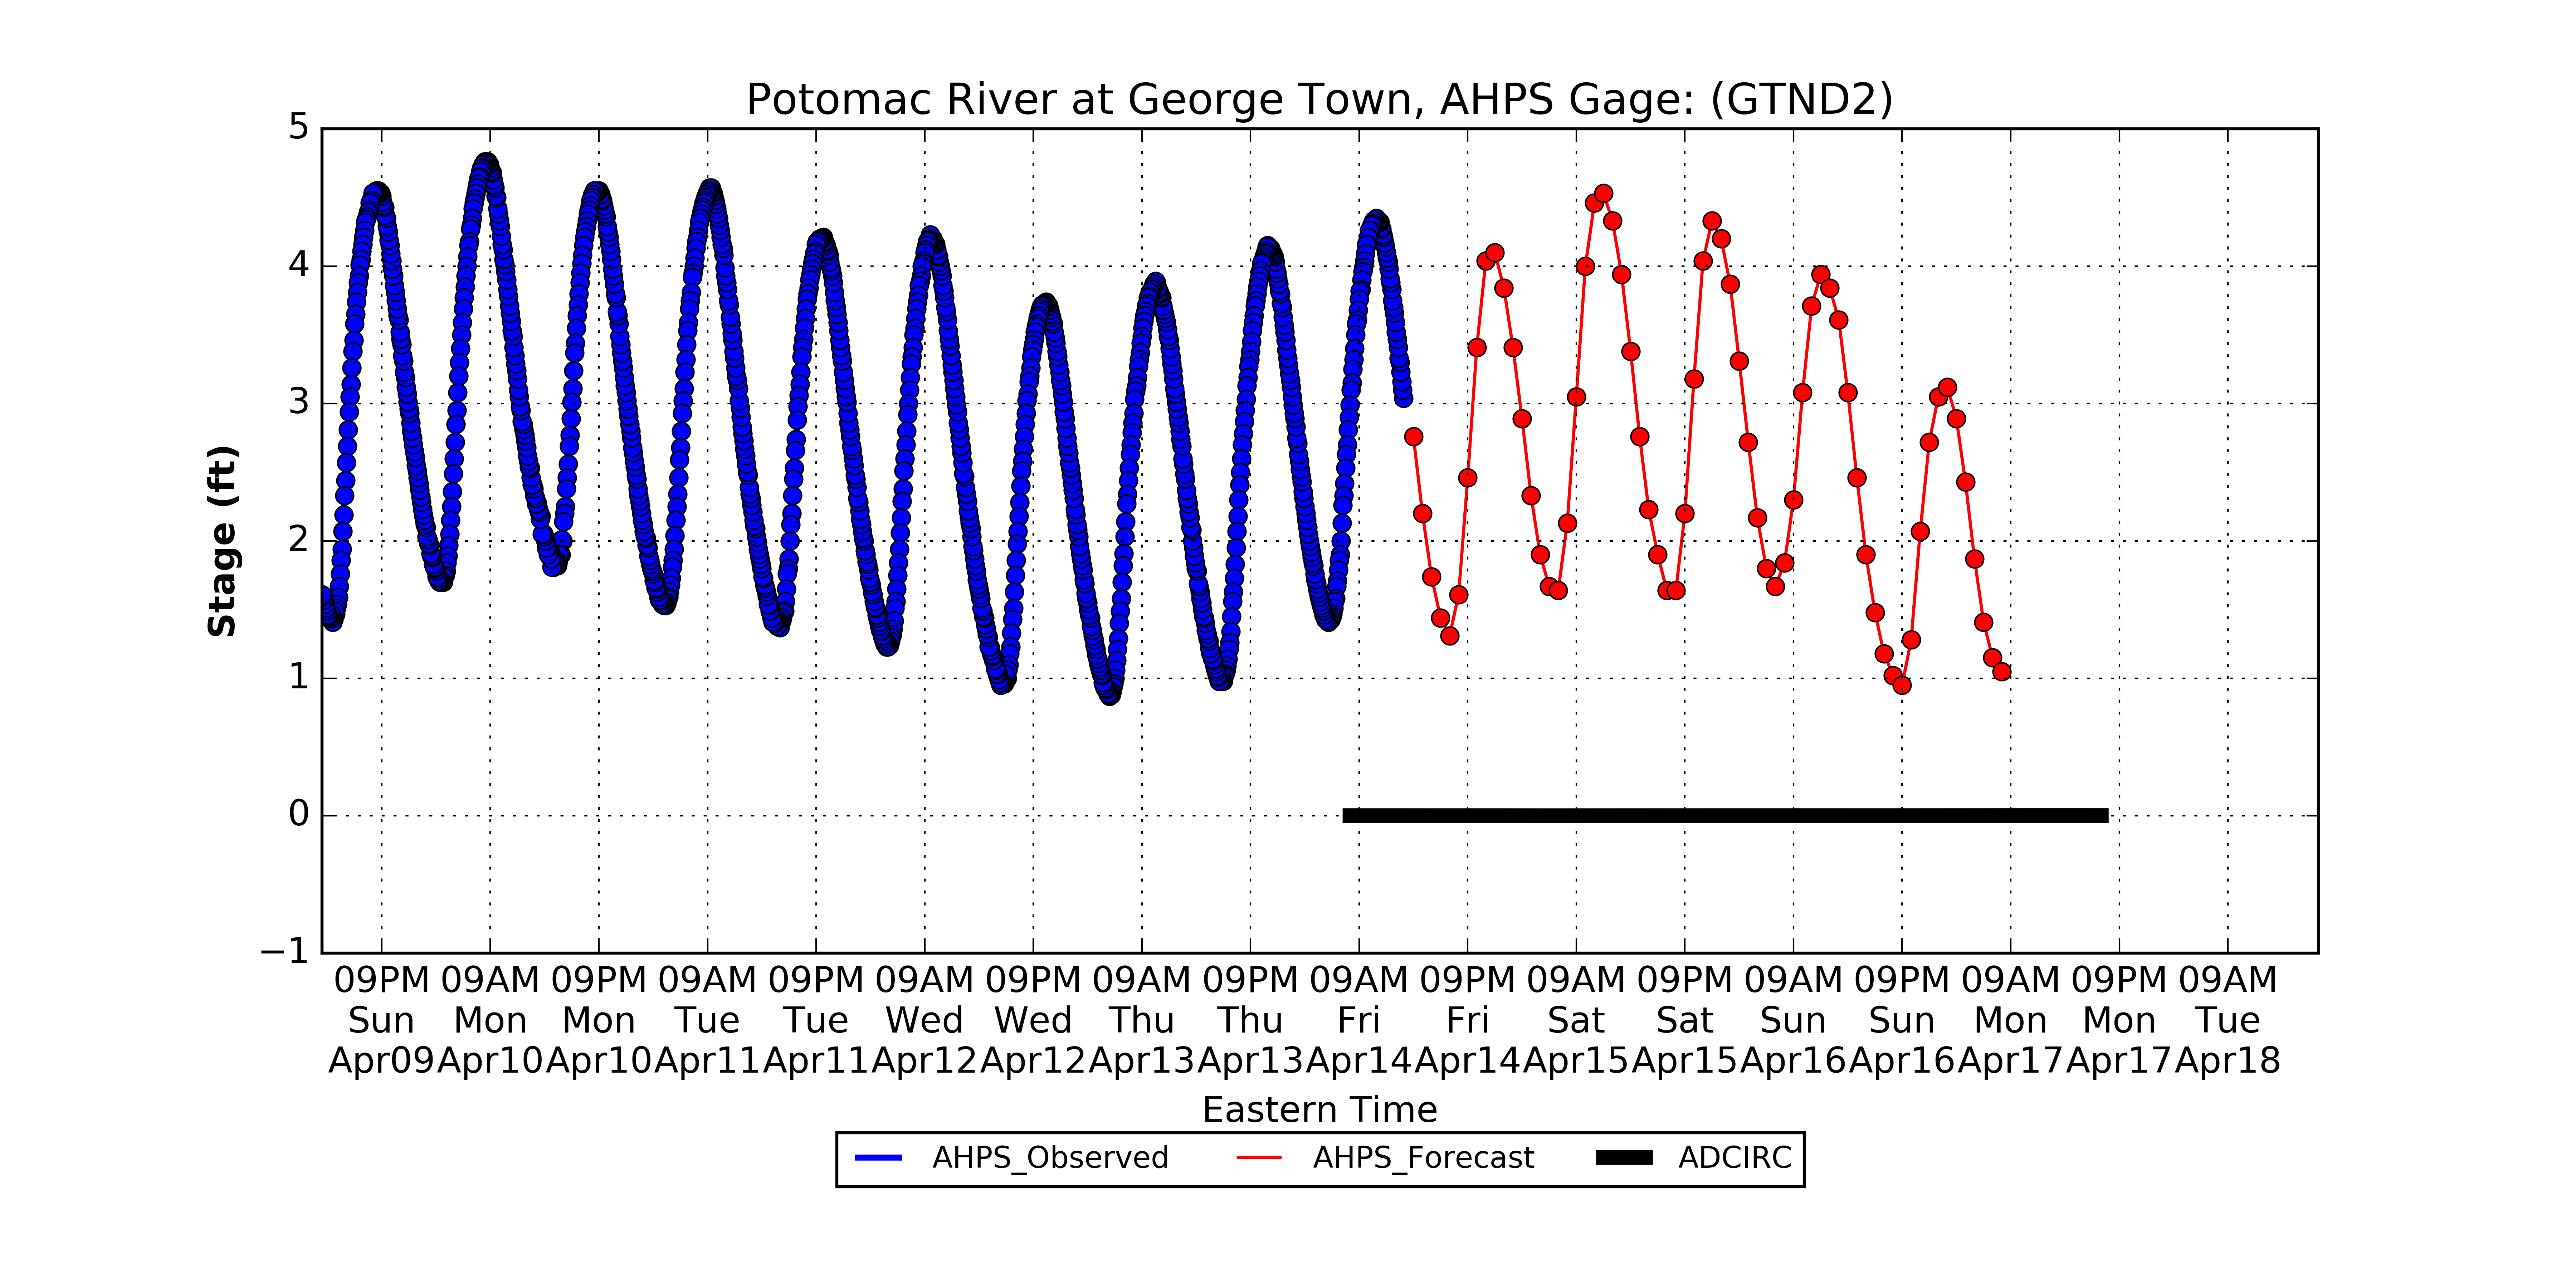 Potomac River at George Town, AHPS Gage: (GTND2)
5
4
3
2
1
0
−1
Stage (ft)
09PM 09AM 09PM 09AM 09PM 09AM 09PM 09AM 09PM 09AM 09PM 09AM 09PM 09AM 09PM 09AM 09PM 09AM
Sun Mon Mon Tue Tue Wed Wed Thu Thu Fri Fri Sat Sat Sun Sun Mon Mon Tue
Apr09 Apr10 Apr10 Apr11 Apr11 Apr12 Apr12 Apr13 Apr13 Apr14 Apr14 Apr15 Apr15 Apr16 Apr16 Apr17 Apr17 Apr18
Eastern Time
AHPS_Observed AHPS_Forecast ADCIRC